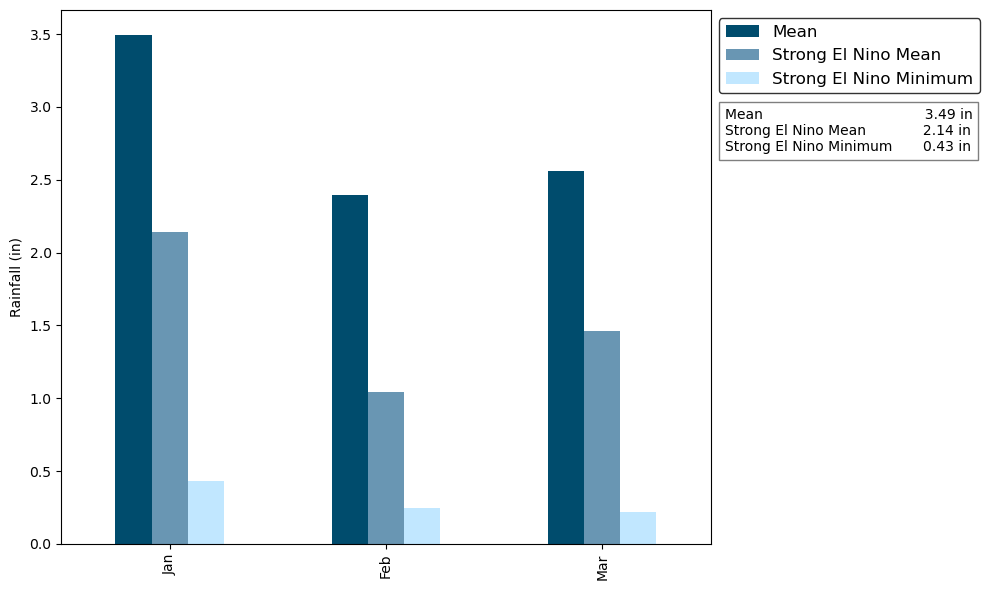 Mean
Strong El Nino Mean
Strong El Nino Minimum
Mean 3.49 in
Strong El Nino Mean 2.14 in
Strong El Nino Minimum 0.43 in
Rainfall (in)
3.5
3.0
2.5
2.0
1.5
1.0
0.5
0.0
Jan
Feb
Mar